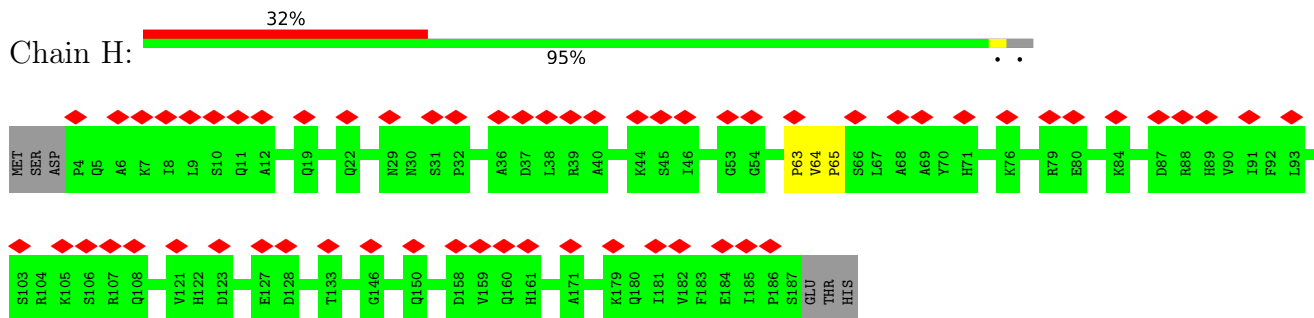 32%
Chain H:
95%
. .
MET SER ASP P4 Q5 A6 K7 I8 L9 S10 Q11 A12 Q19 Q22 N29 N30 S31 P32 A36 D37 L38 R39 A40 K44 S45 I46 G53 G54 P63 V64 P65 S66 L67 A68 A69 Y70 H71 K76 R79 E80 K84 D87 R88 H89 V90 I91 F92 L93
S103 R104 K105 S106 R107 Q108 V121 H122 D123 E127 D128 T133 G146 Q150 D158 V159 Q160 H161 A171 K179 Q180 I181 V182 F183 E184 I185 P186 S187 GLU THR HIS